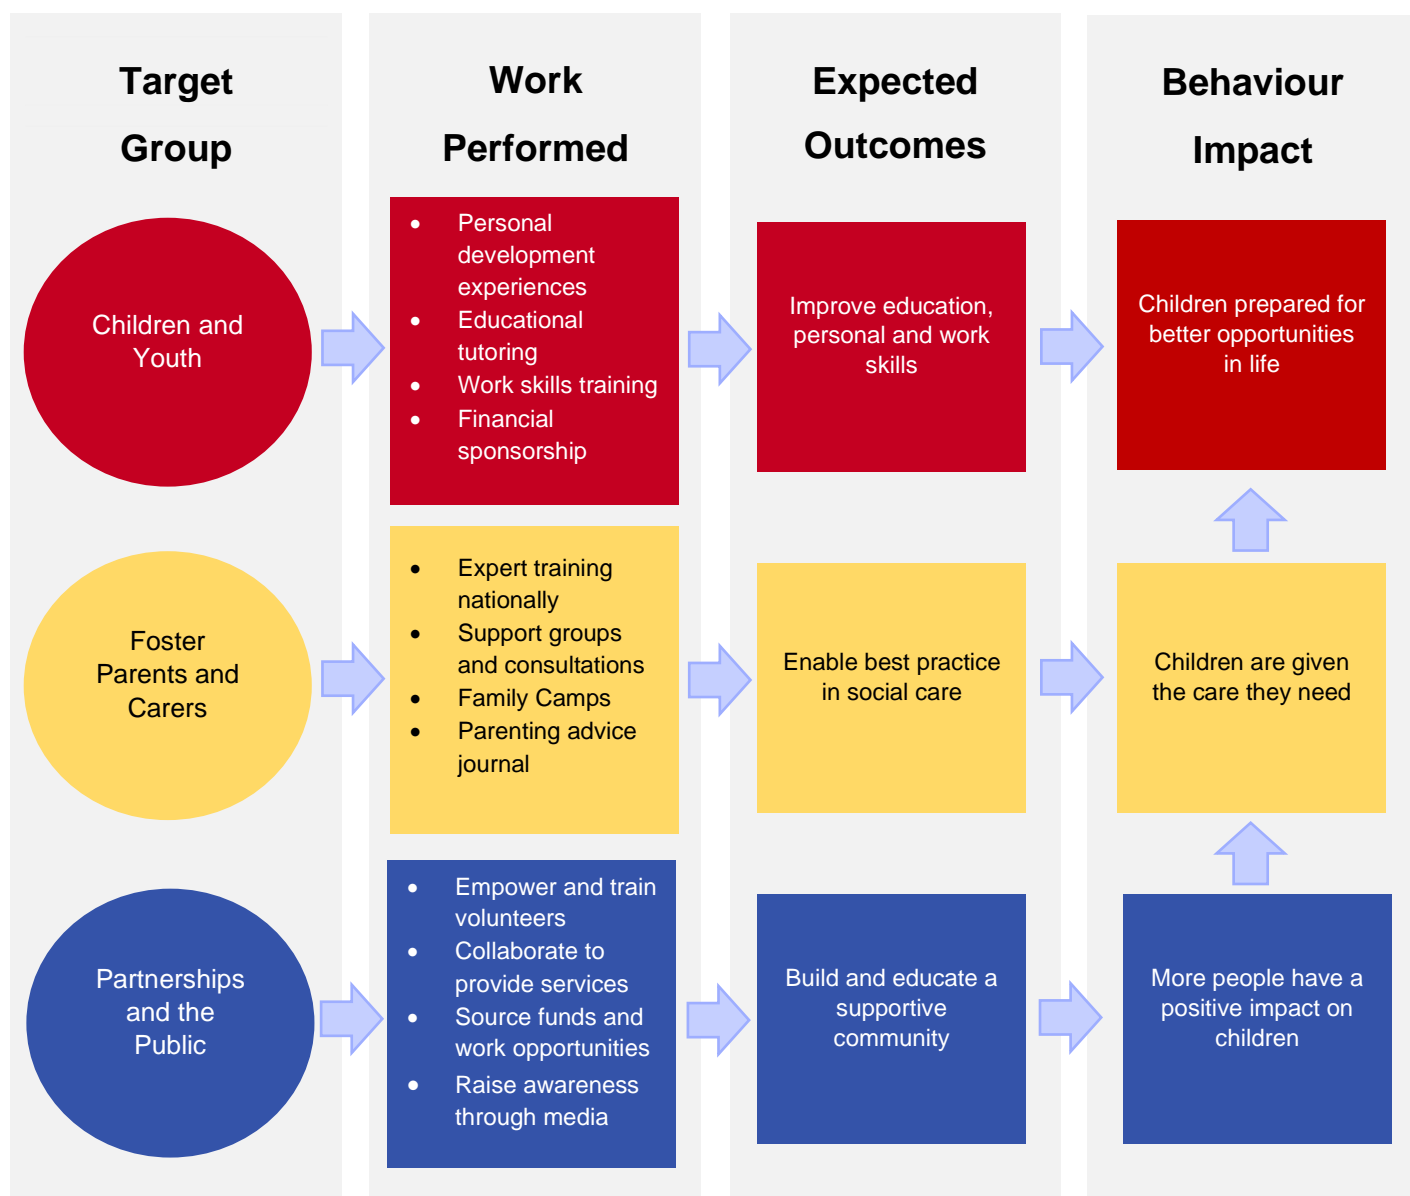 Target
Group
Work
Performed
Expected
Outcomes
Behaviour
Impact
Children and
Youth
• Personal
development
experiences
• Educational
tutoring
• Work skills training
• Financial
sponsorship
Improve education,
personal and work
skills
Children prepared for
better opportunities
in life
Foster
Parents and
Carers
• Expert training
nationally
• Support groups
and consultations
• Family Camps
• Parenting advice
journal
Enable best practice
in social care
Children are given
the care they need
Partnerships
and the
Public
• Empower and train
volunteers
• Collaborate to
provide services
• Source funds and
work opportunities
• Raise awareness
through media
Build and educate a
supportive
community
More people have a
positive impact on
children